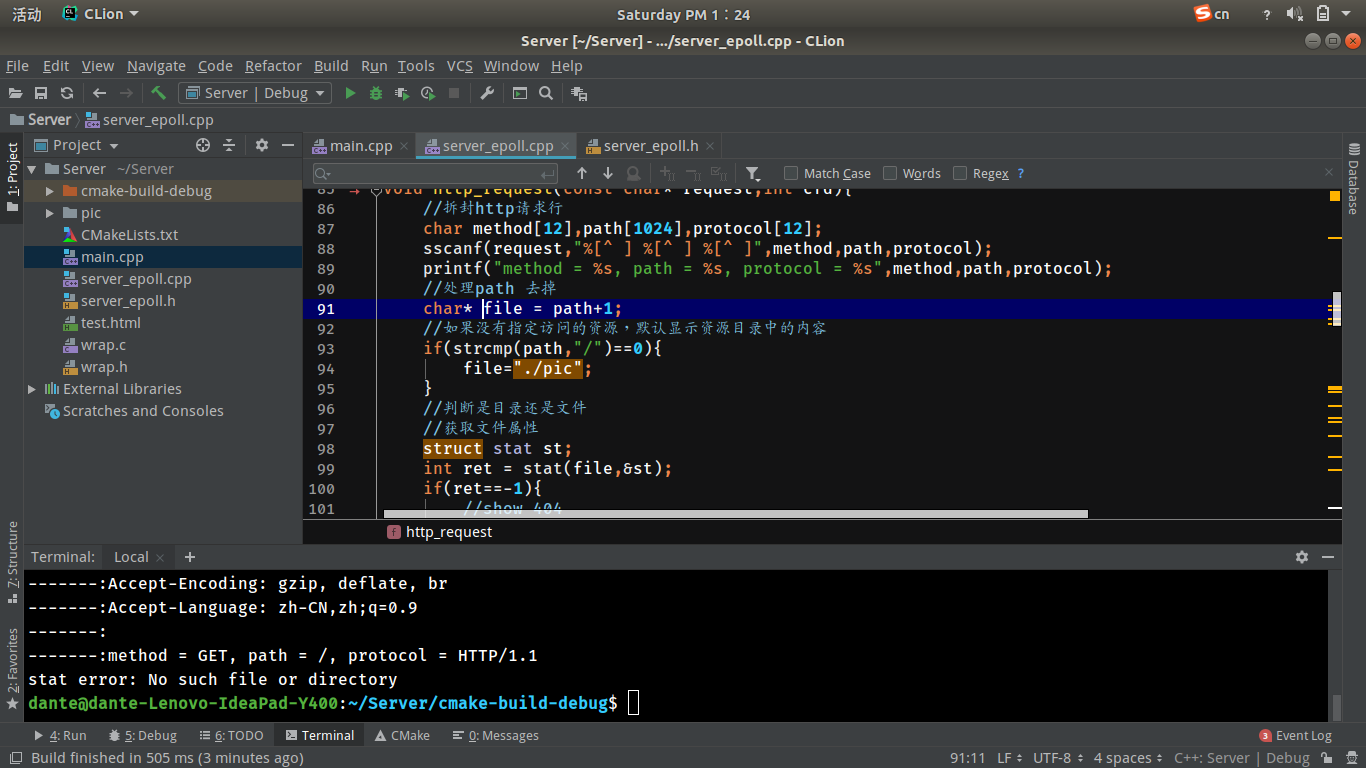 活动 CLion Saturday PM 1：24 cn ?
Server [~/Server] - .../server_epoll.cpp - CLion
File Edit View Navigate Code Refactor Build Run Tools VCS Window Help
Server | Debug
Server server_epoll.cpp
1: Project
Project
Server ~/Server
cmake-build-debug
pic
CMakeLists.txt
main.cpp
server_epoll.cpp
server_epoll.h
test.html
wrap.c
wrap.h
External Libraries
Scratches and Consoles
7: Structure
2: Favorites
main.cpp server_epoll.cpp server_epoll.h
Match Case Words Regex ?
85 void http_request(const char* request,int cfd){
86 //拆封http请求行
87 char method[12],path[1024],protocol[12];
88 sscanf(request,"%[^ ] %[^ ] %[^ ]",method,path,protocol);
89 printf("method = %s, path = %s, protocol = %s",method,path,protocol);
90 //处理path 去掉
91 char* file = path+1;
92 //如果没有指定访问的资源，默认显示资源目录中的内容
93 if(strcmp(path,"/")==0){
94 file="./pic";
95 }
96 //判断是目录还是文件
97 //获取文件属性
98 struct stat st;
99 int ret = stat(file,&st);
100 if(ret==-1){
101 //show 404
f http_request
Database
Terminal: Local +
-------:Accept-Encoding: gzip, deflate, br
-------:Accept-Language: zh-CN,zh;q=0.9
-------:
-------:method = GET, path = /, protocol = HTTP/1.1
stat error: No such file or directory
dante@dante-Lenovo-IdeaPad-Y400:~/Server/cmake-build-debug$
4: Run 5: Debug 6: TODO Terminal CMake 0: Messages 3 Event Log
Build finished in 505 ms (3 minutes ago) 91:11 LF UTF-8 4 spaces C++: Server | Debug